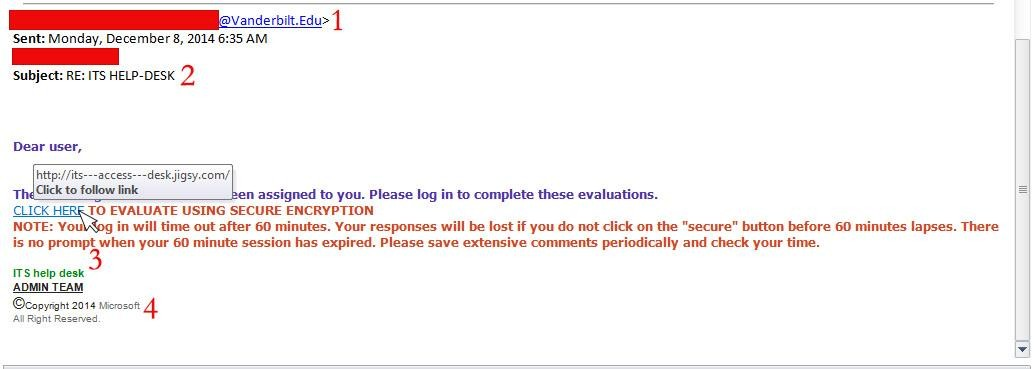 @Vanderbilt.Edu> 1
Sent: Monday, December 8, 2014 6:35 AM
Subject: RE: ITS HELP-DESK 2
Dear user,
http://its---access---desk.jigsy.com/
Click to follow link
The een assigned to you. Please log in to complete these evaluations.
CLICK HERE TO EVALUATE USING SECURE ENCRYPTION
NOTE: Your log in will time out after 60 minutes. Your responses will be lost if you do not click on the "secure" button before 60 minutes lapses. There
is no prompt when your 60 minute session has expired. Please save extensive comments periodically and check your time.
3
ITS help desk
ADMIN TEAM
©Copyright 2014 Microsoft 4
All Right Reserved.